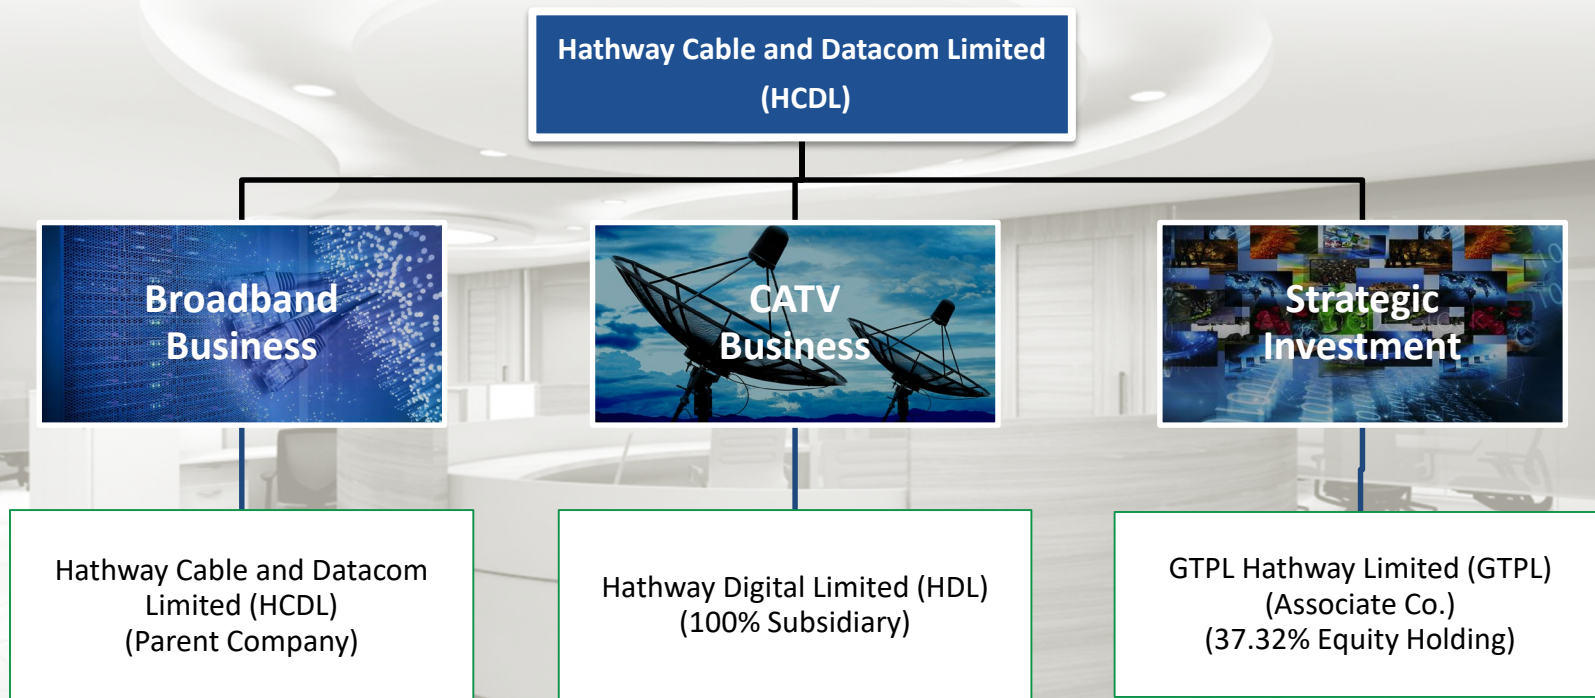 Hathway Cable and Datacom Limited
(HCDL)
Broadband
Business
CATV
Business
Strategic
Investment
Hathway Cable and Datacom
Limited (HCDL)
(Parent Company)
Hathway Digital Limited (HDL)
(100% Subsidiary)
GTPL Hathway Limited (GTPL)
(Associate Co.)
(37.32% Equity Holding)